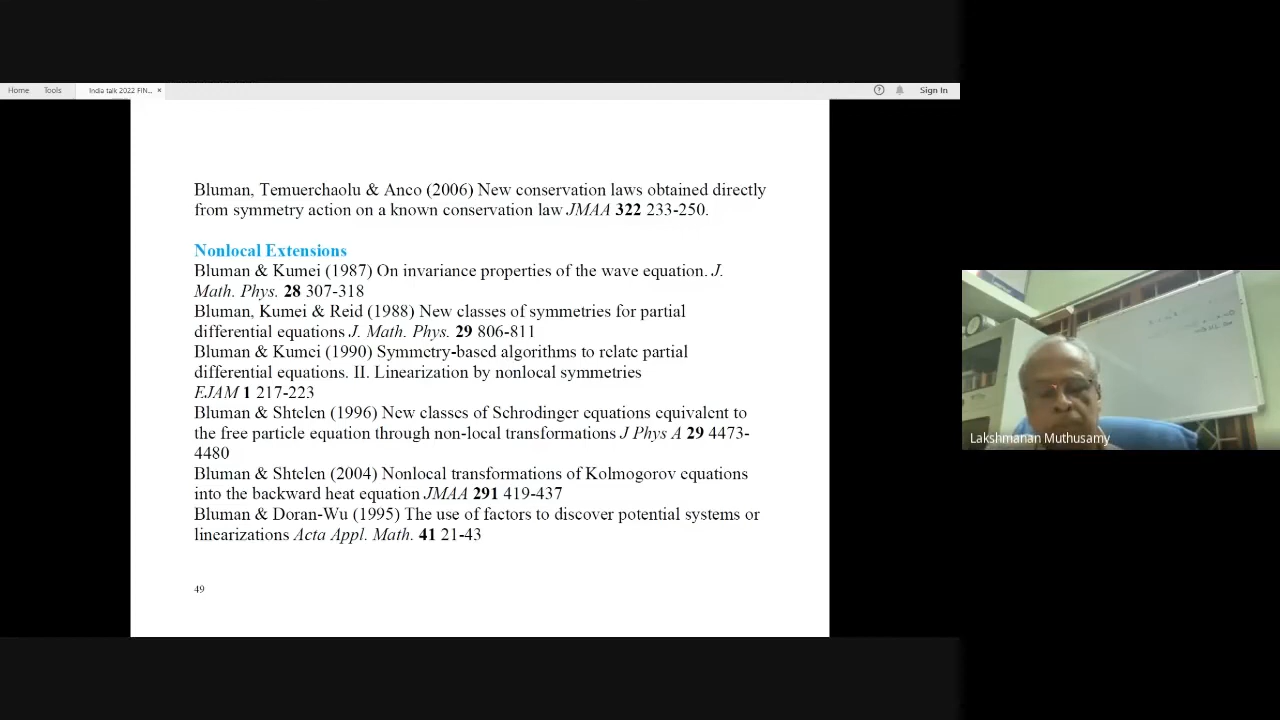 Home Tools India talk 2022 FIN... × Sign In
Bluman, Temuerchaolu & Anco (2006) New conservation laws obtained directly
from symmetry action on a known conservation law JMAA 322 233-250.
Nonlocal Extensions
Bluman & Kumei (1987) On invariance properties of the wave equation. J.
Math. Phys. 28 307-318
Bluman, Kumei & Reid (1988) New classes of symmetries for partial
differential equations J. Math. Phys. 29 806-811
Bluman & Kumei (1990) Symmetry-based algorithms to relate partial
differential equations. II. Linearization by nonlocal symmetries
EJAM 1 217-223
Bluman & Shtelen (1996) New classes of Schrodinger equations equivalent to
the free particle equation through non-local transformations J Phys A 29 4473-
4480
Bluman & Shtelen (2004) Nonlocal transformations of Kolmogorov equations
into the backward heat equation JMAA 291 419-437
Bluman & Doran-Wu (1995) The use of factors to discover potential systems or
linearizations Acta Appl. Math. 41 21-43
49
Lakshmanan Muthusamy